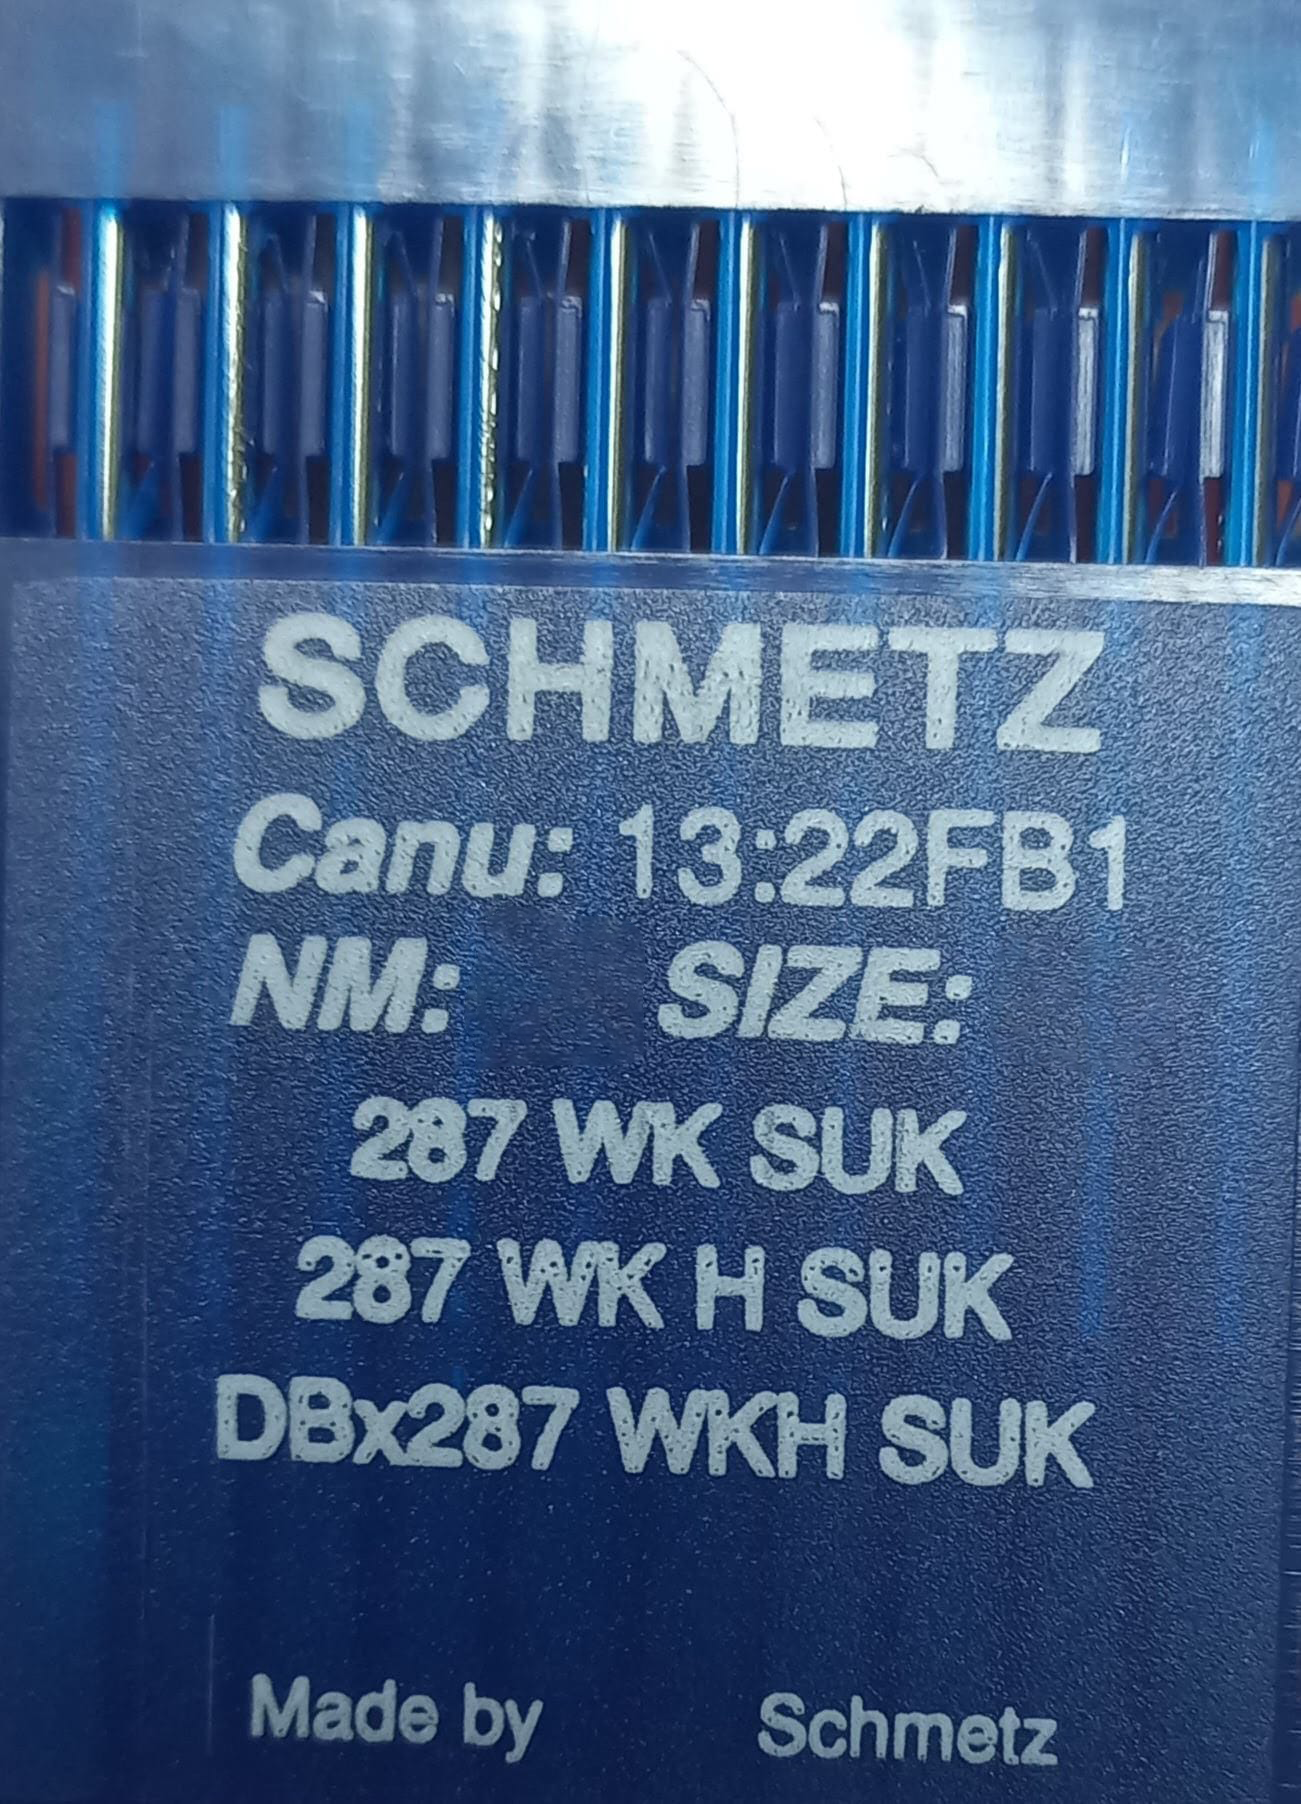 SCHMETZ
Canu: 13:22FB1
NM: SIZE:
287 WK SUK
287 WK H SUK
DBx287 WKH SUK
Made by Schmetz